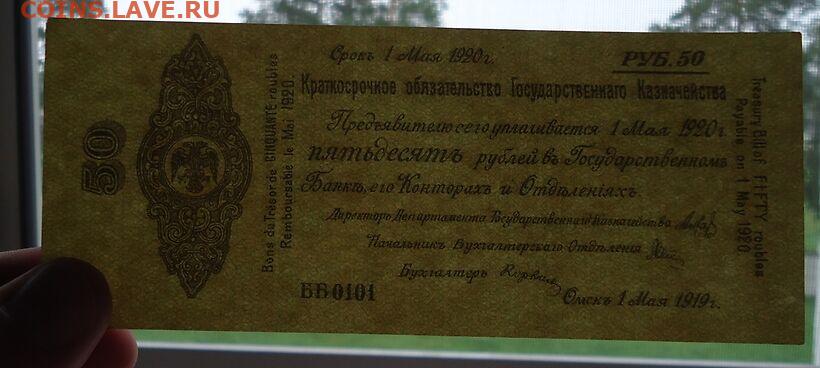 COINS.LAVE.RU
50
Bons du Trésor de CINQUANTE roubles
Remboursable le 1 Mai 1920.
Срокъ 1 Мая 1920 г.
РУБ. 50
Краткосрочное обязательство Государственнаго Казначейства
Предъявителю сего уплачивается 1 Мая 1920 г.
пятьдесятъ рублей въ Государственномъ
Банкѣ, его Конторахъ и Отдѣленіяхъ.
Директоръ Департамента Государственнаго Казначейства
Начальникъ Бухгалтерскаго Отдѣленія
Бухгалтеръ
ББ 0101
Омскъ 1 Мая 1919 г.
Treasury Bill of FIFTY roubles
Payable on 1 May 1920